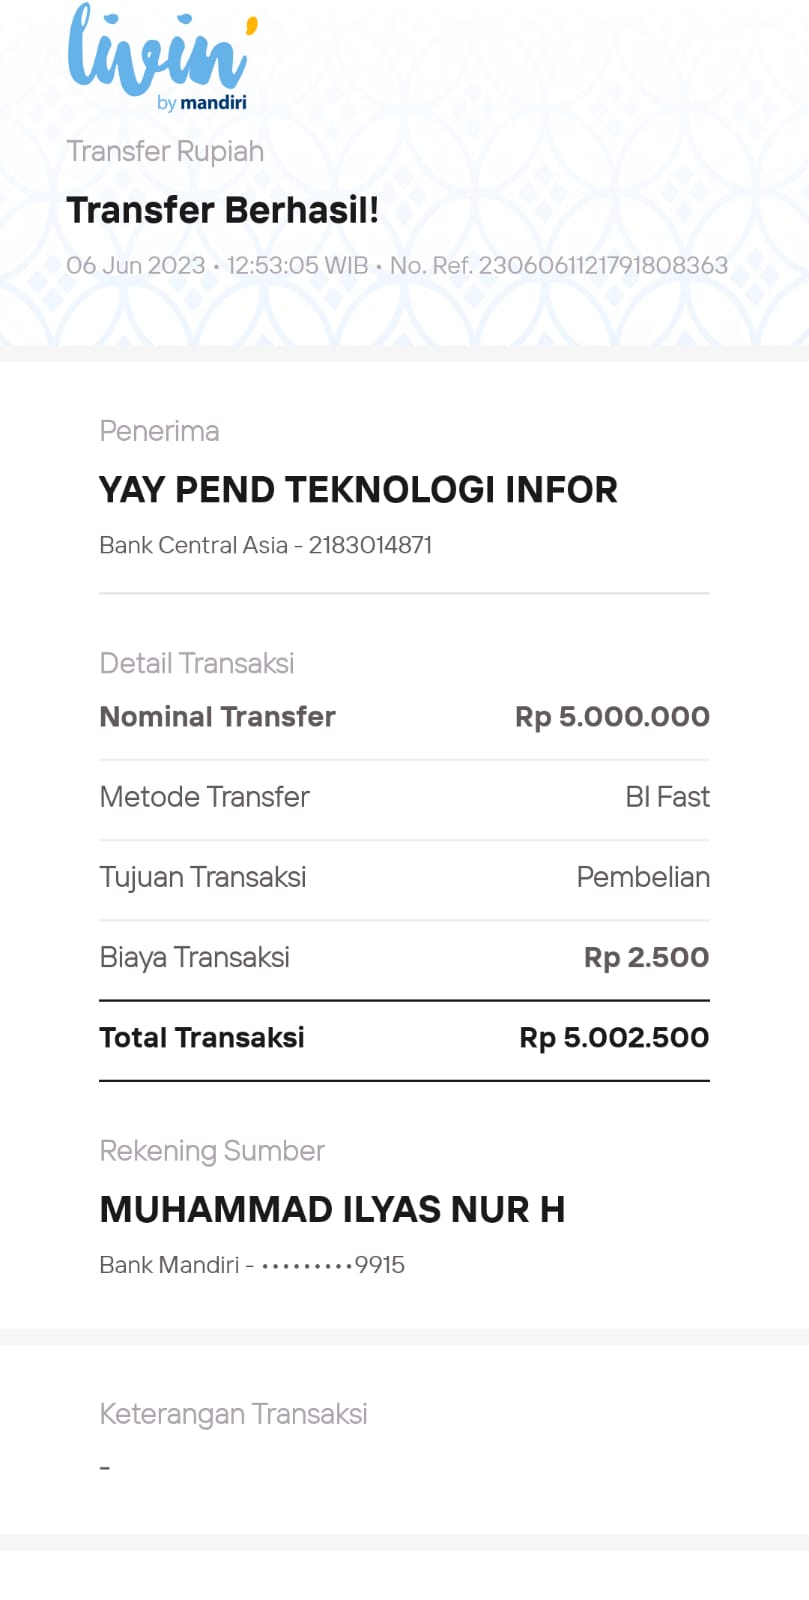 livin'
by mandiri
Transfer Rupiah
Transfer Berhasil!
06 Jun 2023 • 12:53:05 WIB • No. Ref. 2306061121791808363
Penerima
YAY PEND TEKNOLOGI INFOR
Bank Central Asia - 2183014871
Detail Transaksi
Nominal Transfer Rp 5.000.000
Metode Transfer BI Fast
Tujuan Transaksi Pembelian
Biaya Transaksi Rp 2.500
Total Transaksi Rp 5.002.500
Rekening Sumber
MUHAMMAD ILYAS NUR H
Bank Mandiri - •••••••••9915
Keterangan Transaksi
-